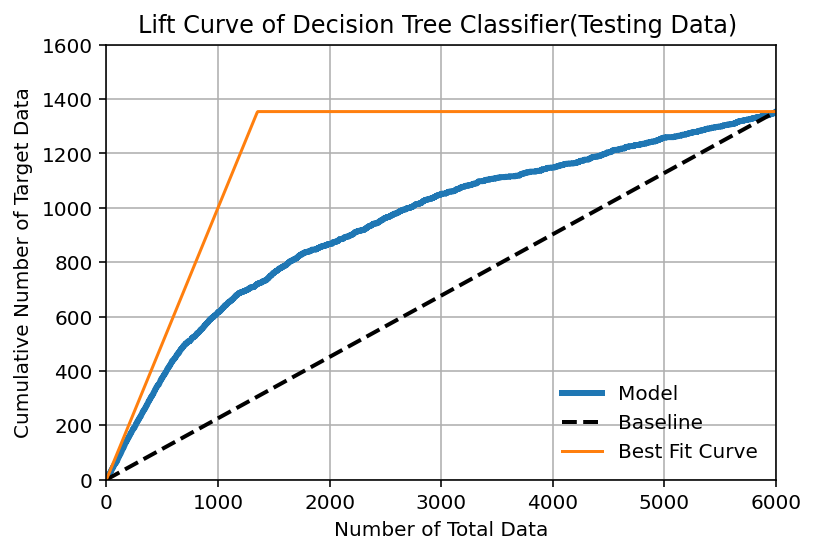 Lift Curve of Decision Tree Classifier(Testing Data)
Cumulative Number of Target Data
1600
1400
1200
1000
800
600
400
200
0
Model
Baseline
Best Fit Curve
0 1000 2000 3000 4000 5000 6000
Number of Total Data